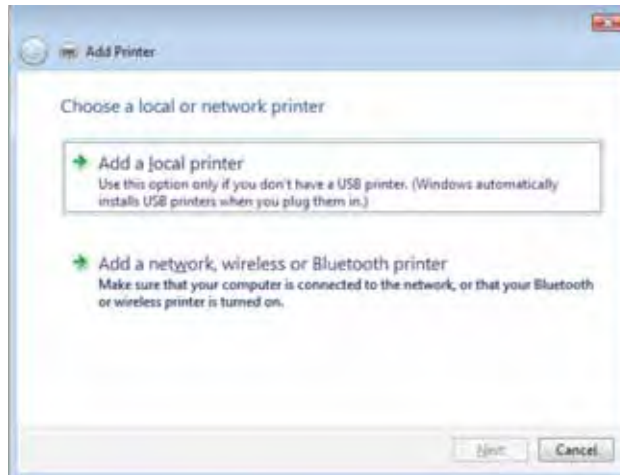 Add Printer
Choose a local or network printer
Add a local printer
Use this option only if you don't have a USB printer. (Windows automatically
installs USB printers when you plug them in.)
Add a network, wireless or Bluetooth printer
Make sure that your computer is connected to the network, or that your Bluetooth
or wireless printer is turned on.
Next Cancel